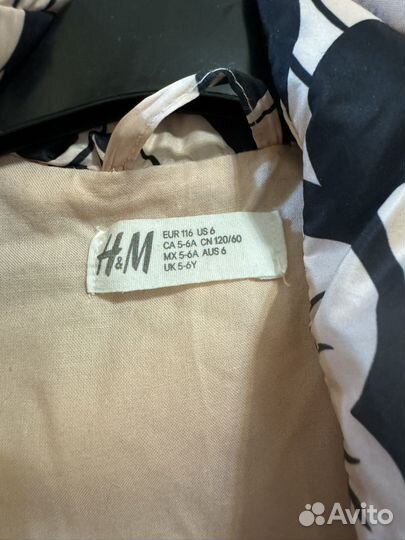 H&M
EUR 116 US 6
CA 5-6A CN 120/60
MX 5-6A AUS 6
UK 5-6Y
Avito